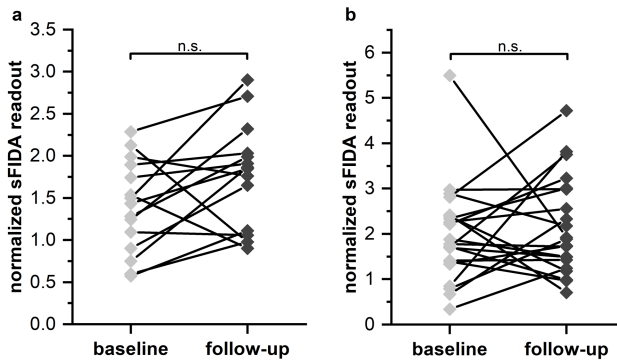 a
normalized sFIDA readout
3.5
3.0
2.5
2.0
1.5
1.0
0.5
0.0
n.s.
baseline follow-up
b
normalized sFIDA readout
6
5
4
3
2
1
0
n.s.
baseline follow-up